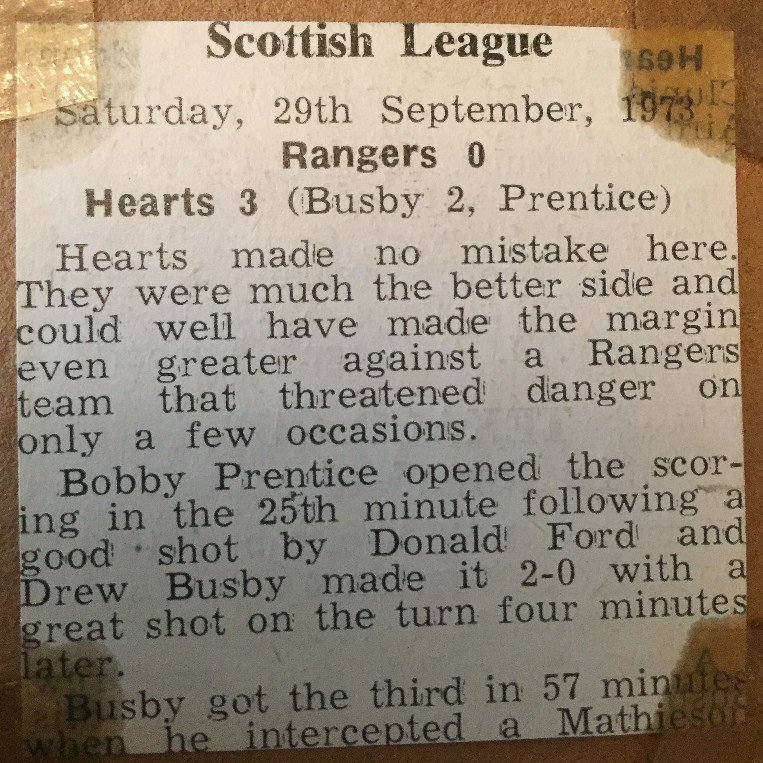 Scottish League
Saturday, 29th September, 1973
Rangers 0
Hearts 3 (Busby 2, Prentice)
Hearts made no mistake here.
They were much the better side and
could well have made the margin
even greater against a Rangers
team that threatened danger on
only a few occasions.
Bobby Prentice opened the scor-
ing in the 25th minute following a
good shot by Donald Ford and
Drew Busby made it 2-0 with a
great shot on the turn four minutes
later.
Busby got the third in 57 minutes
when he intercepted a Mathieson